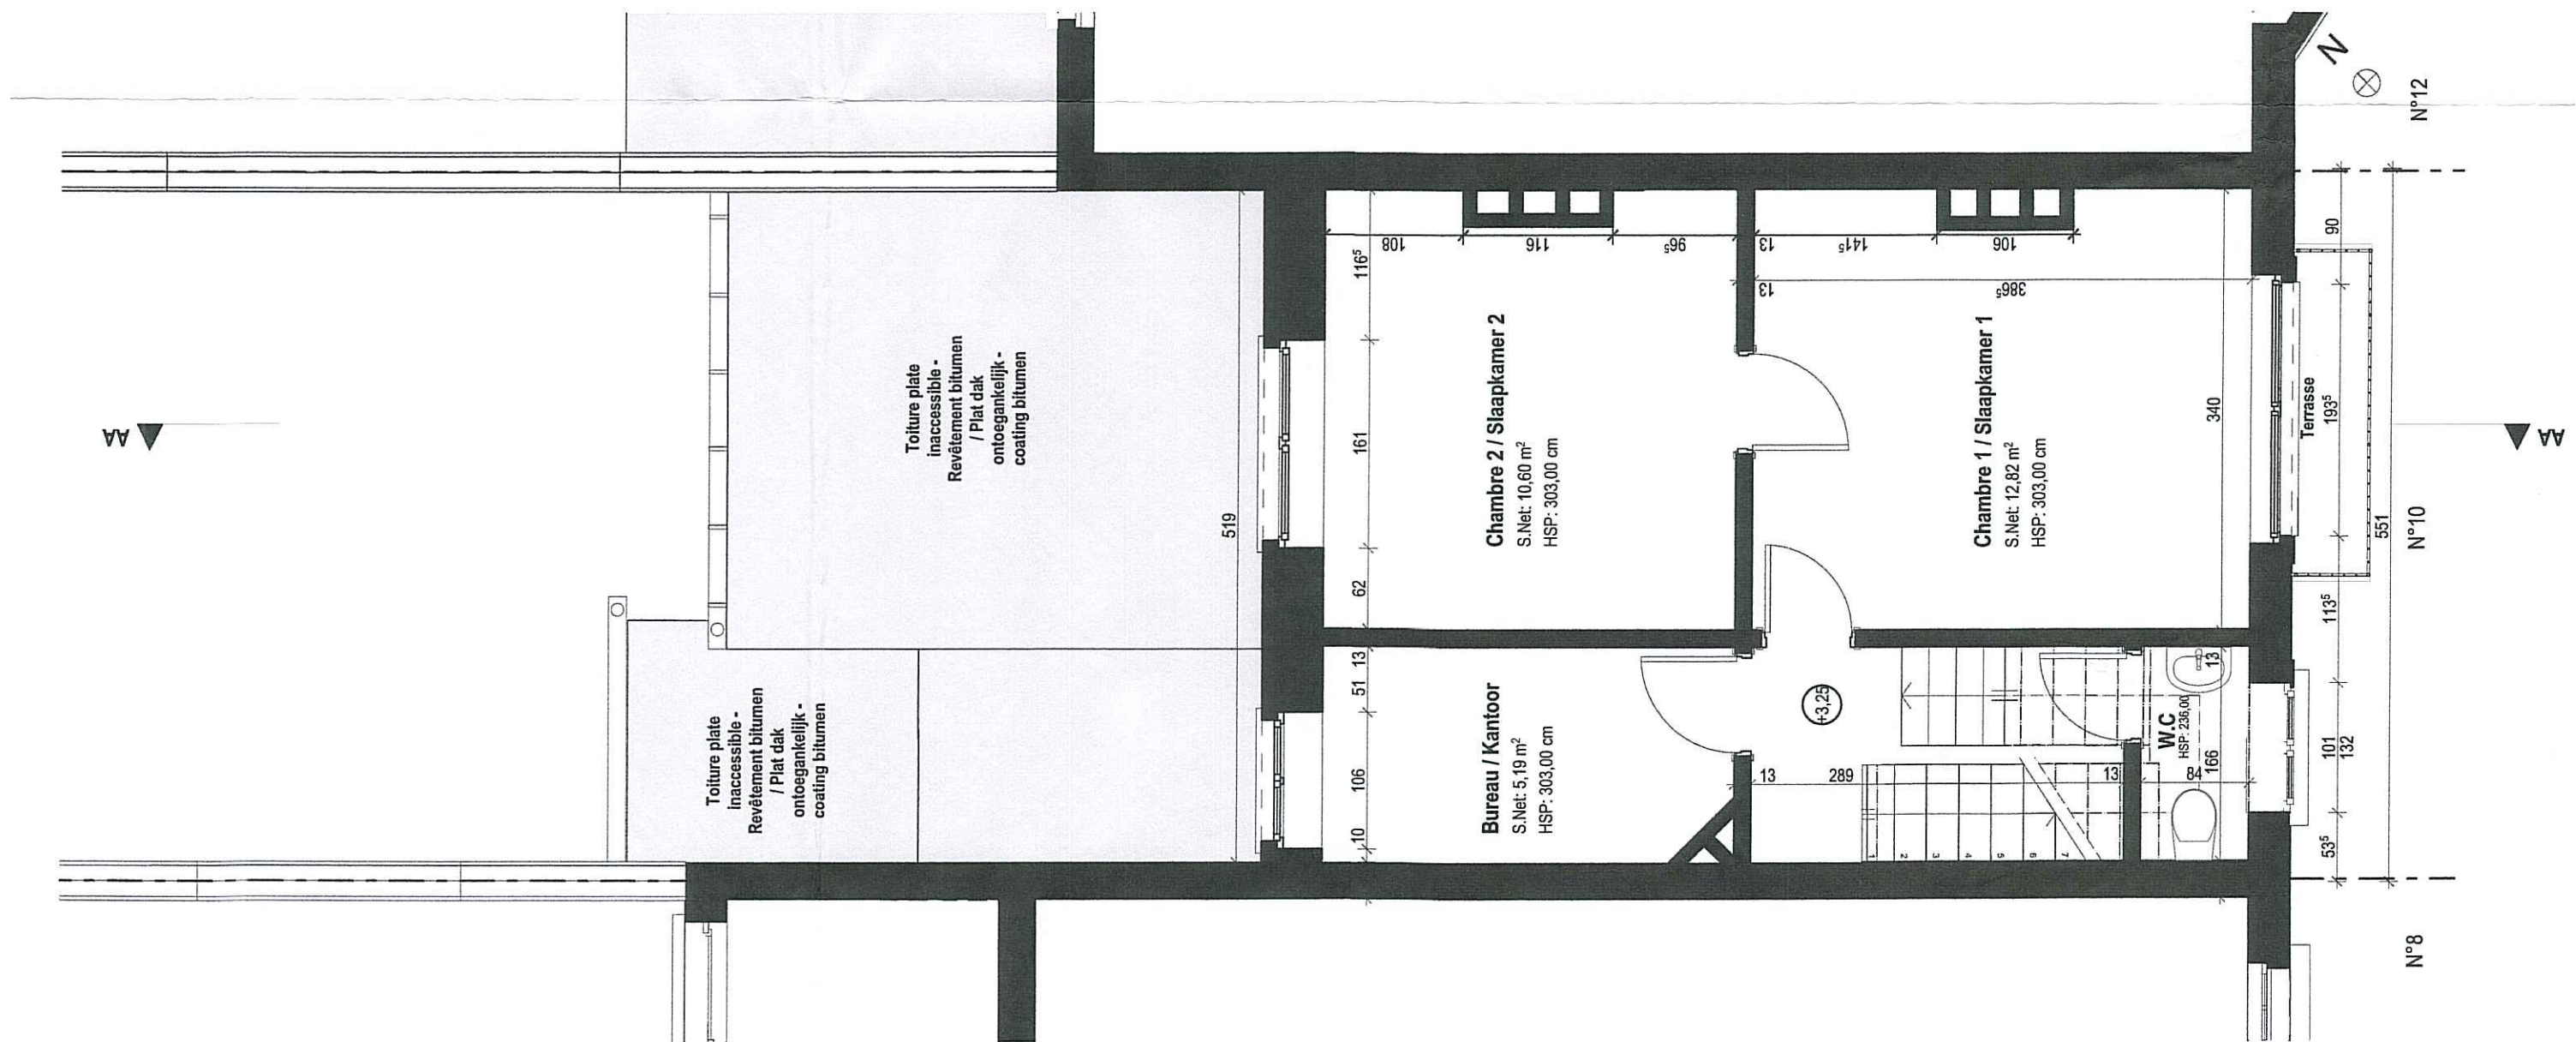 N
N°12
N°10
N°8
AA
AA
Toiture plate
inaccessible -
Revêtement bitumen
/ Plat dak
ontoegankelijk -
coating bitumen
Toiture plate
inaccessible -
Revêtement bitumen
/ Plat dak
ontoegankelijk -
coating bitumen
519
Chambre 2 / Slaapkamer 2
S.Net: 10,60 m²
HSP: 303,00 cm
108
116
96⁵
116⁵
161
62
13
51
106
10
Chambre 1 / Slaapkamer 1
S.Net: 12,82 m²
HSP: 303,00 cm
13
141⁵
106
13
386⁵
340
Bureau / Kantoor
S.Net: 5,19 m²
HSP: 303,00 cm
+3,25
13
289
13
84
1
2
3
4
5
6
7
W.C
HSP: 236,00
13
166
Terrasse
90
193⁵
113⁵
101
132
53⁵
551